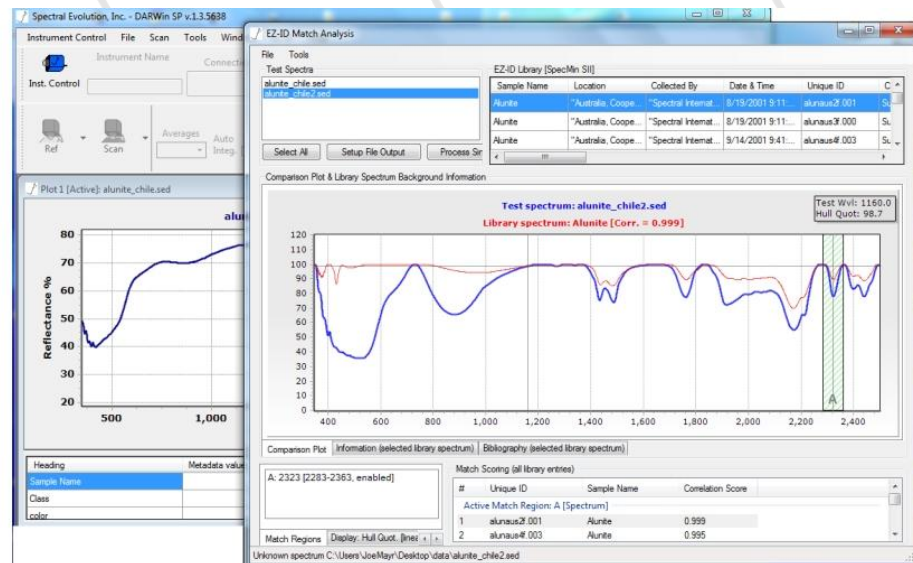 Spectral Evolution, Inc. - DARWin SP v.1.3.5638
Instrument Control File Scan Tools Wind
Instrument Name
Connectic
Inst. Control
Ref
Scan
Averages
Auto
Integ.
Plot 1 [Active]: alunite_chile.sed
alu
80
70
60
50
40
30
20
Reflectance %
500 1,000
Heading Metadata value
Sample Name
Class
color
EZ-ID Match Analysis
File Tools
Test Spectra
alunite_chile.sed
alunite_chile2.sed
Select All Setup File Output Process Sir
EZ-ID Library [SpecMin SII]
Sample Name Location Collected By Date & Time Unique ID C
Alunite "Australia, Coope... "Spectral Internat... 8/19/2001 9:11:... alunaus2f.001 Su
Alunite "Australia, Coope... "Spectral Internat... 8/19/2001 9:11:... alunaus3f.000 Su
Alunite "Australia, Coope... "Spectral Internat... 9/14/2001 9:41:... alunaus4f.003 Su
Comparison Plot & Library Spectrum Background Information
Test spectrum: alunite_chile2.sed
Library spectrum: Alunite [Corr. = 0.999]
Test Wvl: 1160.0
Hull Quot: 98.7
120
110
100
90
80
70
60
50
40
30
20
10
0
A
400 600 800 1,000 1,200 1,400 1,600 1,800 2,000 2,200 2,400
Comparison Plot Information (selected library spectrum) Bibliography (selected library spectrum)
A: 2323 [2283-2363, enabled]
Match Regions Display: Hull Quot. [linea
Match Scoring (all library entries)
# Unique ID Sample Name Correlation Score
Active Match Region: A [Spectrum]
1 alunaus2f.001 Alunite 0.999
2 alunaus4f.003 Alunite 0.995
Unknown spectrum C:\Users\JoeMayr\Desktop\data\alunite_chile2.sed